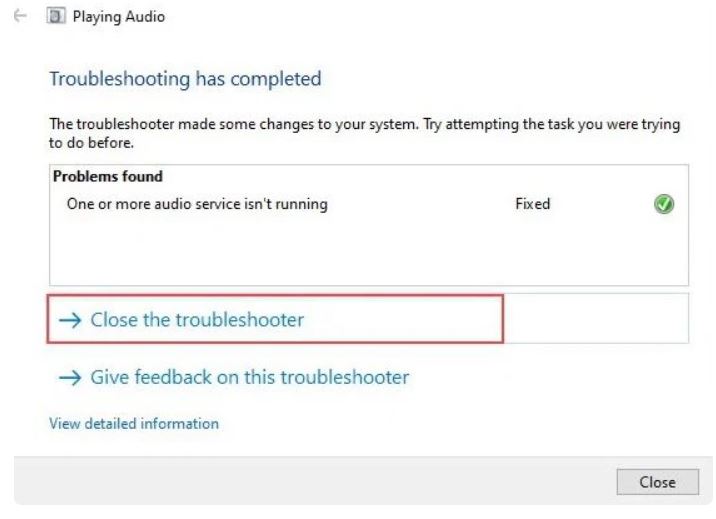 Playing Audio
Troubleshooting has completed
The troubleshooter made some changes to your system. Try attempting the task you were trying
to do before.
Problems found
One or more audio service isn't running Fixed
Close the troubleshooter
Give feedback on this troubleshooter
View detailed information
Close